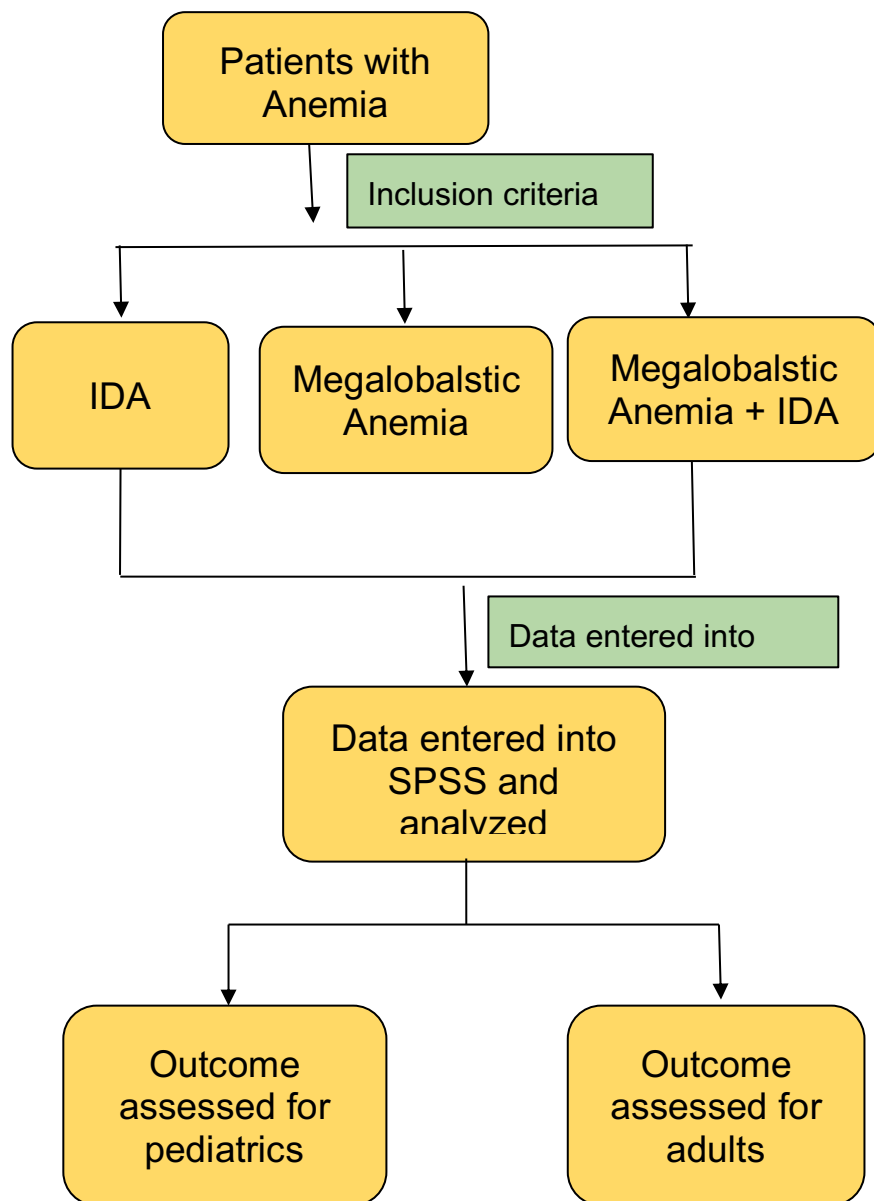 Patients with
Anemia
Inclusion criteria
IDA
Megalobalstic
Anemia
Megalobalstic
Anemia + IDA
Data entered into
Data entered into
SPSS and
analyzed
Outcome
assessed for
pediatrics
Outcome
assessed for
adults